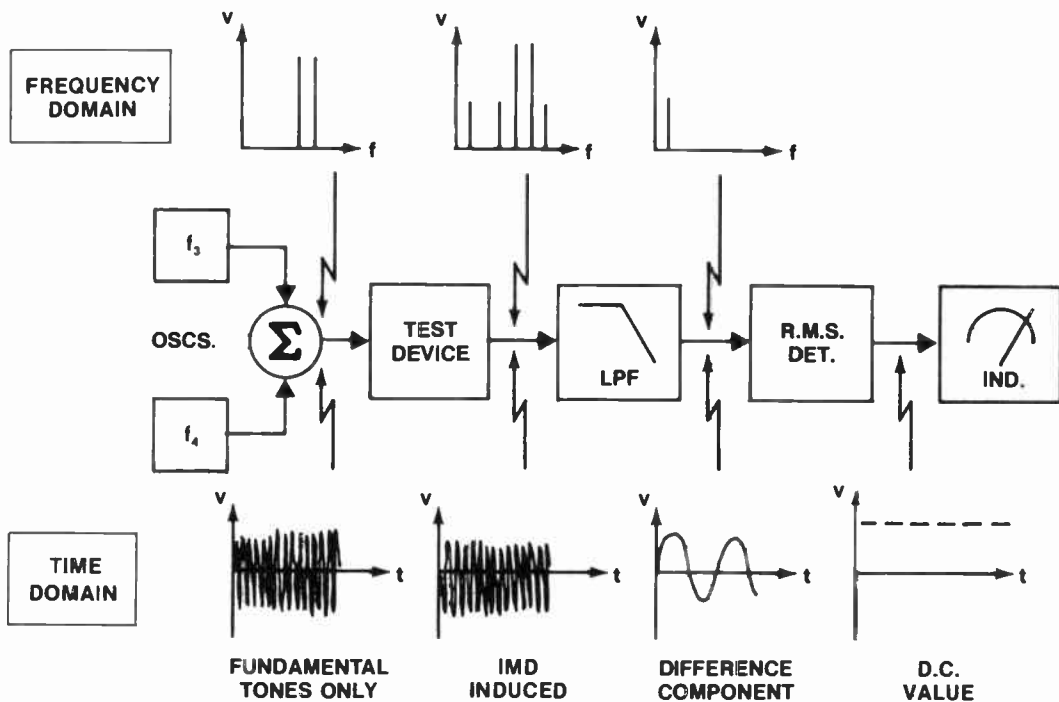 V
V
V
FREQUENCY
DOMAIN
f
f
f
f₃
OSCS.
Σ
TEST
DEVICE
LPF
R.M.S.
DET.
IND.
f₄
V
V
V
V
TIME
DOMAIN
t
t
t
t
FUNDAMENTAL
TONES ONLY
IMD
INDUCED
DIFFERENCE
COMPONENT
D.C.
VALUE